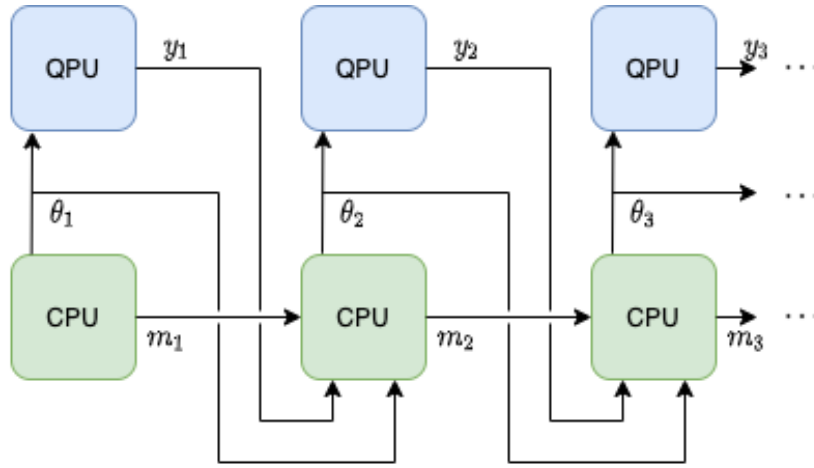 QPU y₁ QPU y₂ QPU y₃ ...
θ₁ θ₂ θ₃ ...
CPU m₁ CPU m₂ CPU m₃ ...